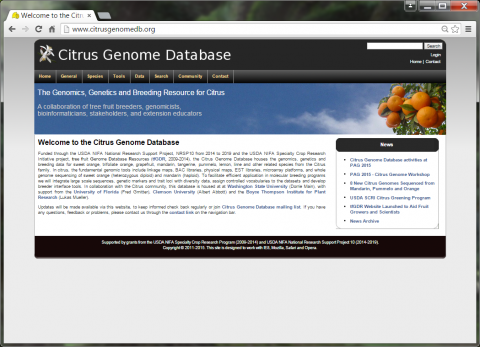 Welcome to the Citr
www.citrusgenomedb.org
Citrus Genome Database
Search
Login
Home | Contact
Home General Species Tools Data Search Community Contact
The Genomics, Genetics and Breeding Resource for Citrus
A collaboration of tree fruit breeders, genomicists,
bioinformaticians, stakeholders, and extension educators
Welcome to the Citrus Genome Database
Funded through the USDA NIFA National Research Support Project, NRSP10 from 2014 to 2019 and the USDA NIFA Specialty Crop Research
Initiative project, tree fruit Genome Database Resources (tfGDR, 2009-2014), the Citrus Genome Database houses the genomics, genetics and
breeding data for sweet orange, trifoliate orange, grapefruit, mandarin, tangerine, pummelo, lemon, lime and other related species from the Citrus
family. In citrus, the fundamental genomic tools include linkage maps, BAC libraries, physical maps, EST libraries, microarray platforms, and whole
genome sequencing of sweet orange (heterozygous diploid) and mandarin (haploid). To facilitate efficient application in molecular breeding programs
we will integrate large scale sequences, genetic markers and trait loci with diversity data; assign controlled vocabularies to the datasets and develop
breeder interface tools. In collaboration with the Citrus community, this database is housed at at Washington State University (Dorrie Main), with
support from the University of Florida (Fred Gmitter), Clemson University (Albert Abbott) and the Boyce Thompson Institute for Plant
Research (Lukas Mueller).
Updates will be made available via this website, to keep informed check back regularly or join Citrus Genome Database mailing list. If you have
any questions, feedback or problems, please contact us through the contact link on the navigation bar.
News
Citrus Genome Database activities at
PAG 2015
PAG 2015 - Citrus Genome Workshop
8 New Citrus Genomes Sequenced from
Mandarin, Pummelo and Orange
USDA SCRI Citrus Greening Program
tfGDR Website Launched to Aid Fruit
Growers and Scientists
News Archive
Supported by grants from the USDA NIFA Specialty Crop Research Program (2009-2014) and USDA NIFA National Research Support Project 10 (2014-2019).
Copyright © 2011-2015. This site is designed to work with IE8, Mozilla, Safari and Opera.